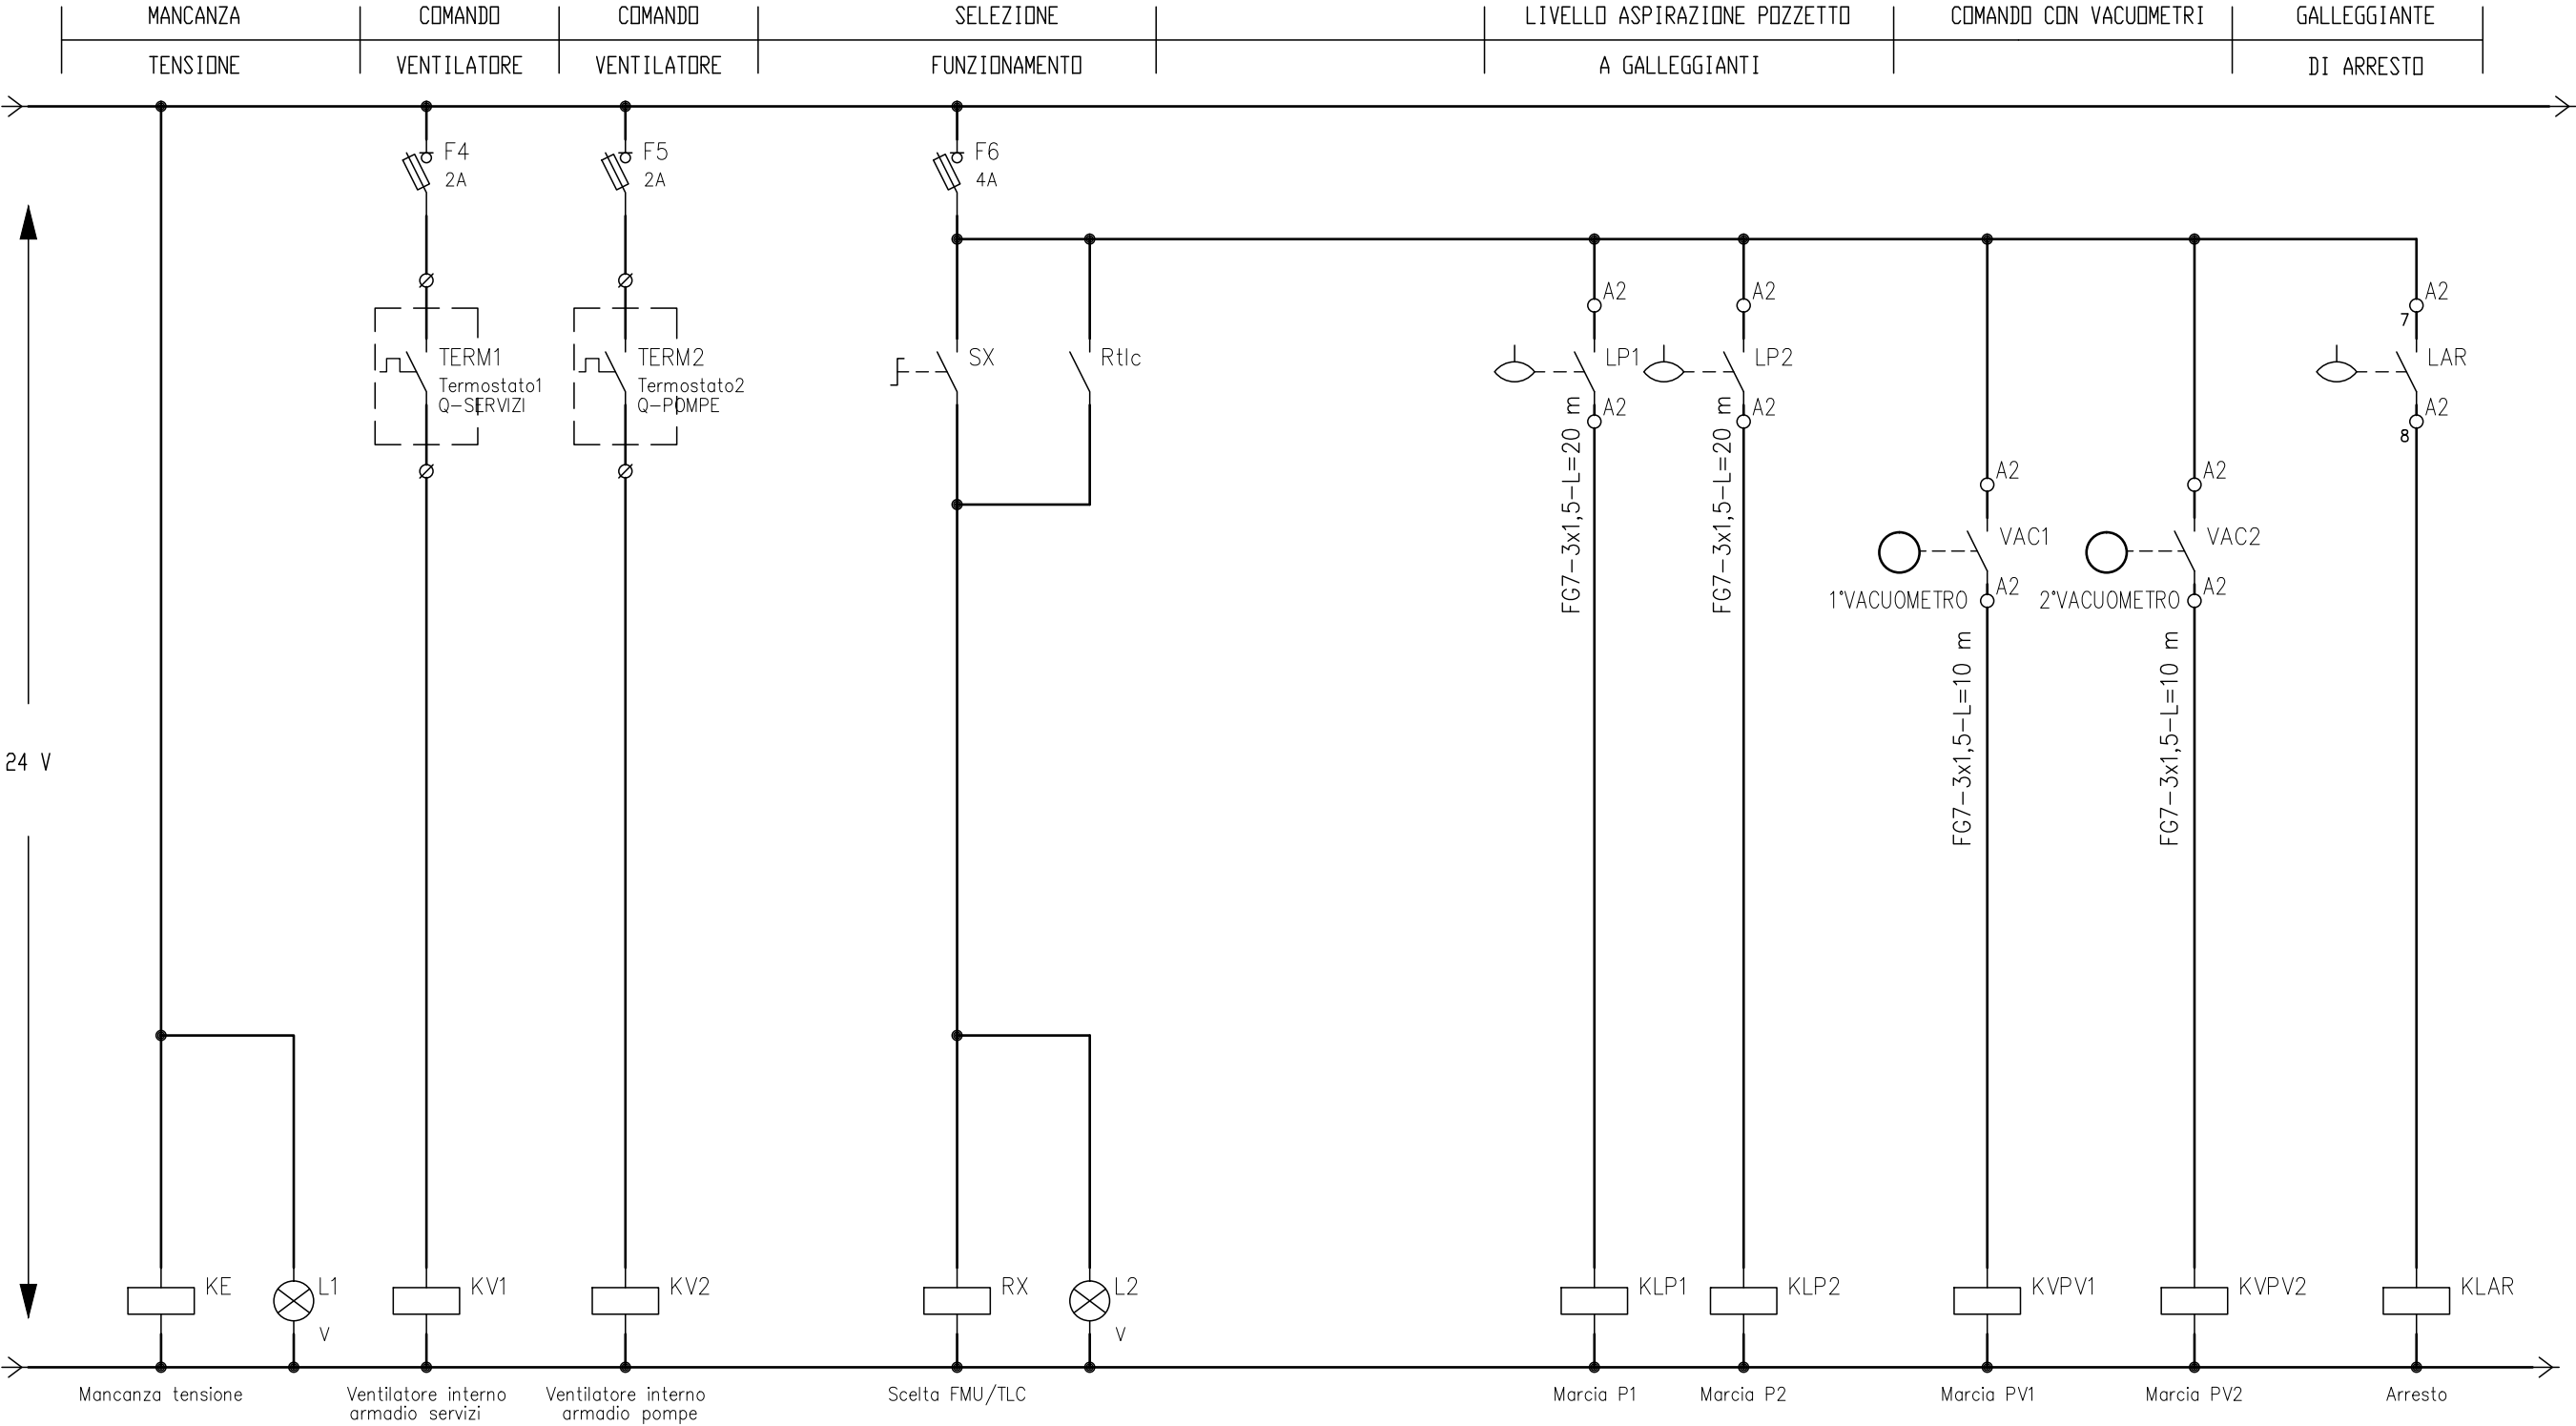 MANCANZA
TENSIONE
COMANDO
VENTILATORE
COMANDO
VENTILATORE
SELEZIONE
FUNZIONAMENTO
LIVELLO ASPIRAZIONE POZZETTO
A GALLEGGIANTI
COMANDO CON VACUOMETRI
GALLEGGIANTE
DI ARRESTO
F4
2A
F5
2A
F6
4A
A2
A2
A2
7
TERM1
Termostato1
Q-SERVIZI
TERM2
Termostato2
Q-POMPE
SX
Rtlc
LP1
LP2
LAR
A2
A2
A2
8
FG7-3x1,5-L=20 m
FG7-3x1,5-L=20 m
A2
A2
VAC1
VAC2
A2
A2
1°VACUOMETRO
2°VACUOMETRO
FG7-3x1,5-L=10 m
FG7-3x1,5-L=10 m
24 V
KE
L1
V
KV1
KV2
RX
L2
V
KLP1
KLP2
KVPV1
KVPV2
KLAR
Mancanza tensione
Ventilatore interno
armadio servizi
Ventilatore interno
armadio pompe
Scelta FMU/TLC
Marcia P1
Marcia P2
Marcia PV1
Marcia PV2
Arresto